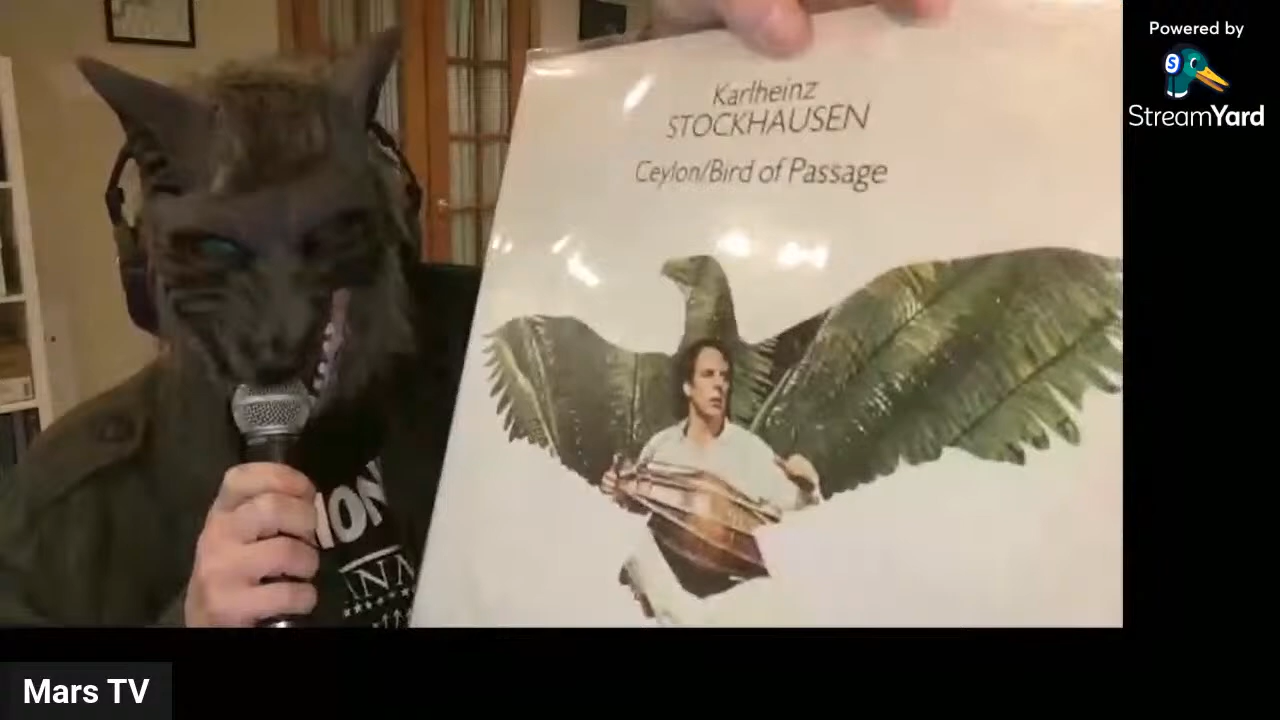 Karlheinz
STOCKHAUSEN
Ceylon/Bird of Passage
Powered by
StreamYard
Mars TV